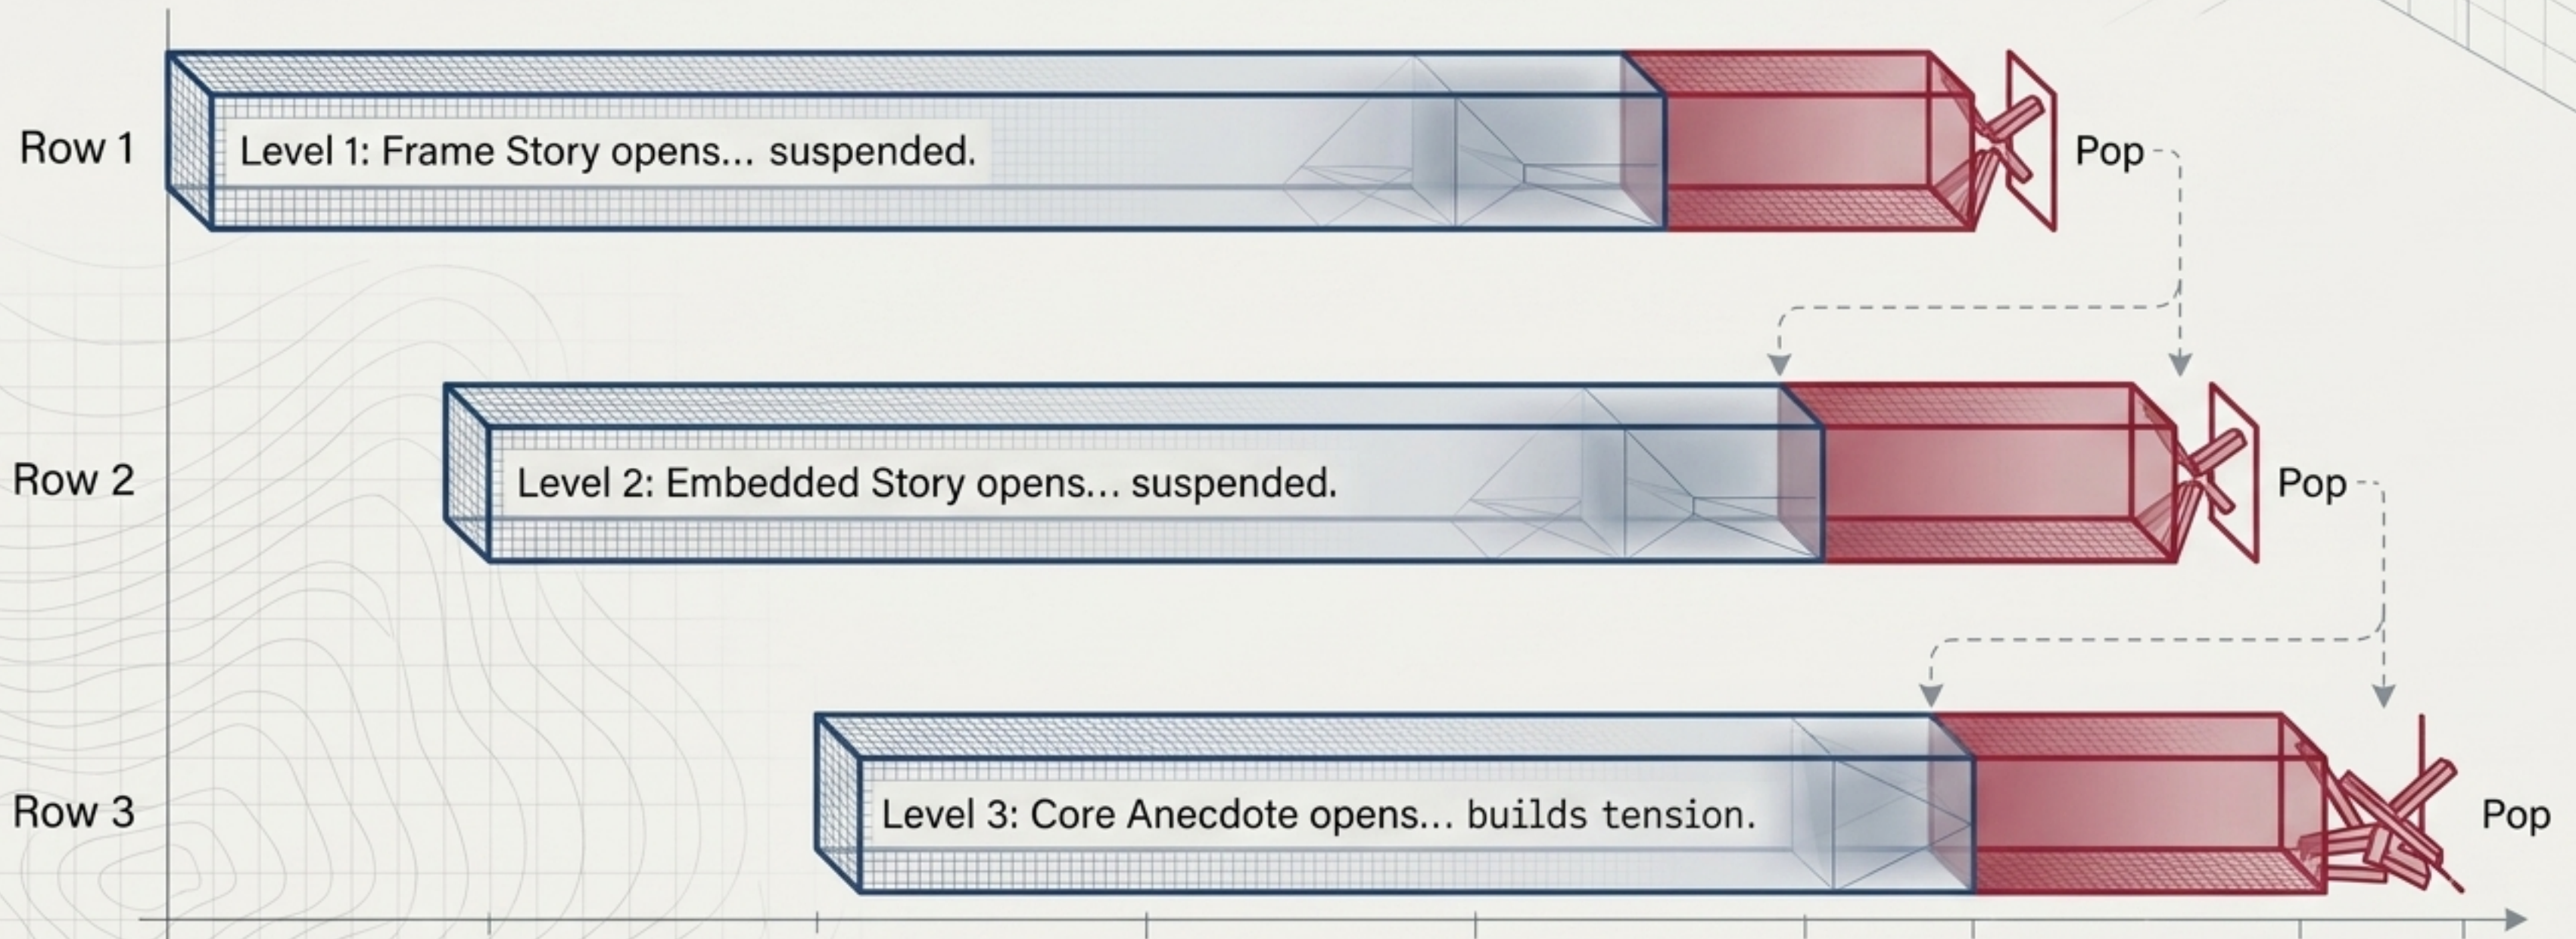 Row 1
Level 1: Frame Story opens... suspended.
Pop
Row 2
Level 2: Embedded Story opens... suspended.
Pop
Row 3
Level 3: Core Anecdote opens... builds tension.
Pop